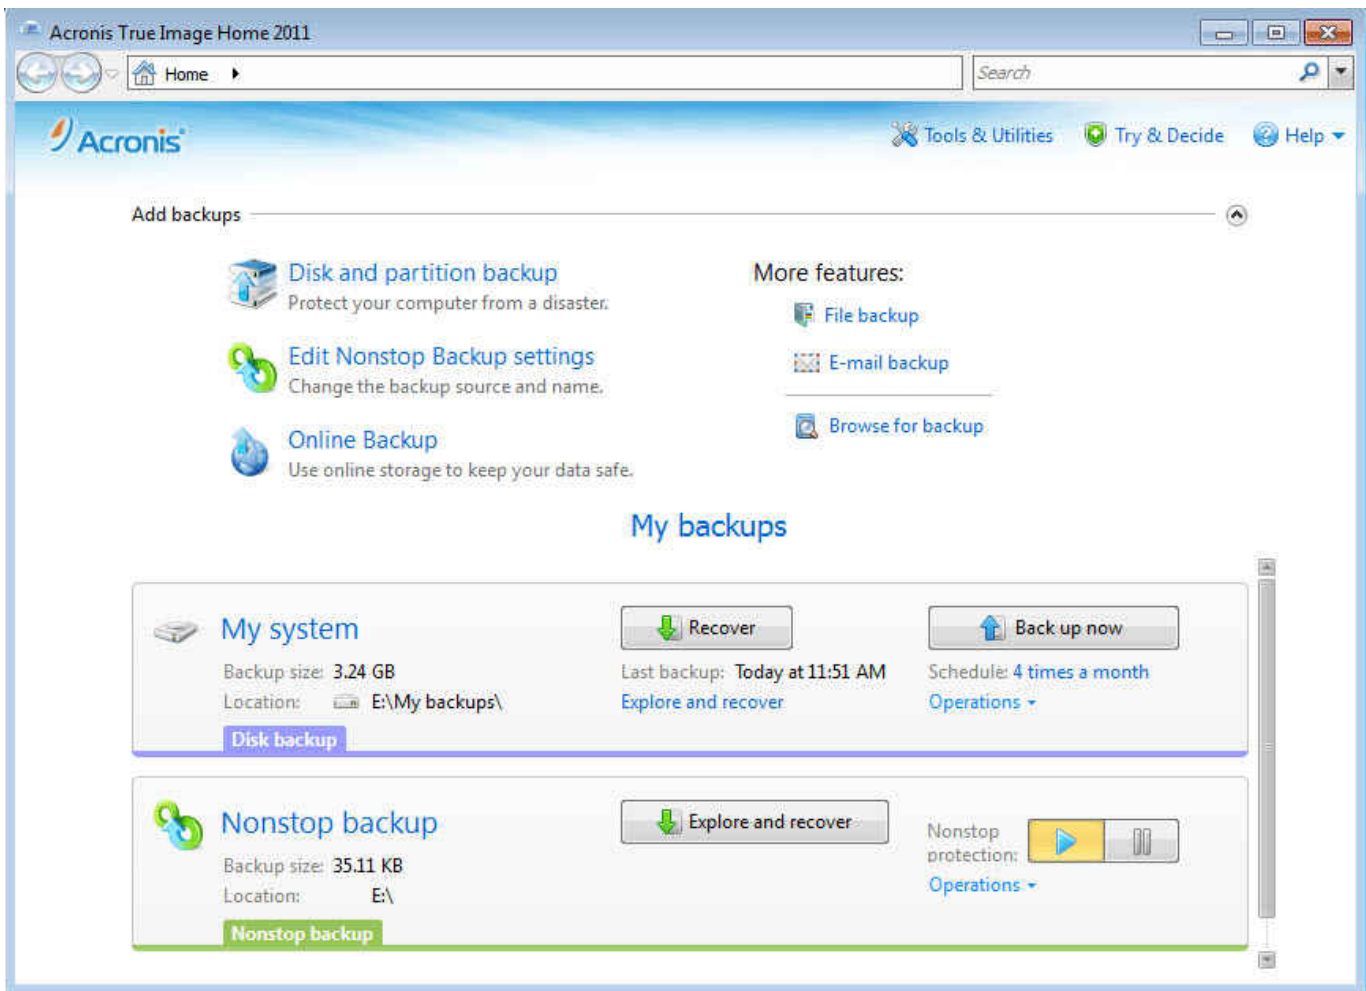 Acronis True Image Home 2011
Home
Search
Acronis
Tools & Utilities
Try & Decide
Help
Add backups
Disk and partition backup
Protect your computer from a disaster.
Edit Nonstop Backup settings
Change the backup source and name.
Online Backup
Use online storage to keep your data safe.
More features:
File backup
E-mail backup
Browse for backup
My backups
My system
Recover
Back up now
Backup size: 3.24 GB
Last backup: Today at 11:51 AM
Schedule: 4 times a month
Location: E:\My backups\
Explore and recover
Operations
Disk backup
Nonstop backup
Explore and recover
Nonstop
protection:
Backup size: 35.11 KB
Operations
Location: E:\
Nonstop backup